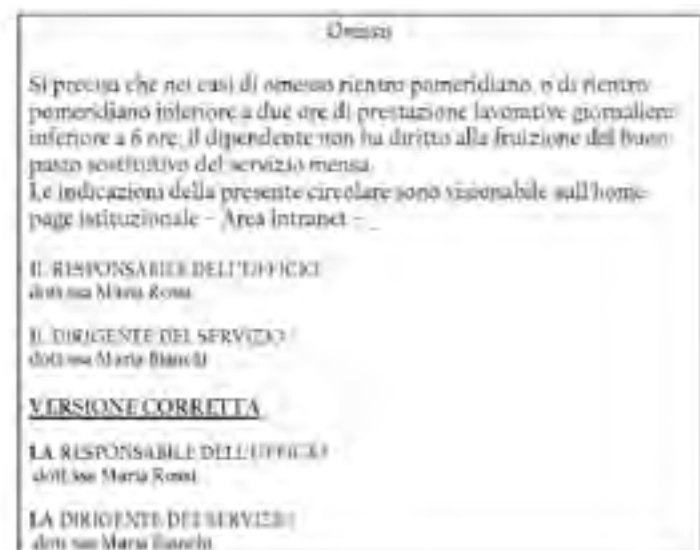 Omissis
Si precisa che nei casi di omesso rientro pomeridiano, o di rientro
pomeridiano inferiore a due ore di prestazione lavorative giornaliere
inferiore a 6 ore, il dipendente non ha diritto alla fruizione del buon
pasto sostitutivo del servizio mensa.
Le indicazioni della presente circolare sono visionabile sull'home-
page istituzionale – Area intranet –
IL RESPONSABILE DELL'UFFICIO
dott.ssa Maria Rossi
IL DIRIGENTE DEL SERVIZIO
dott.ssa Maria Bianchi
VERSIONE CORRETTA
LA RESPONSABILE DELL'UFFICIO
dott.ssa Maria Rossi
LA DIRIGENTE DEL SERVIZIO
dott.ssa Maria Bianchi